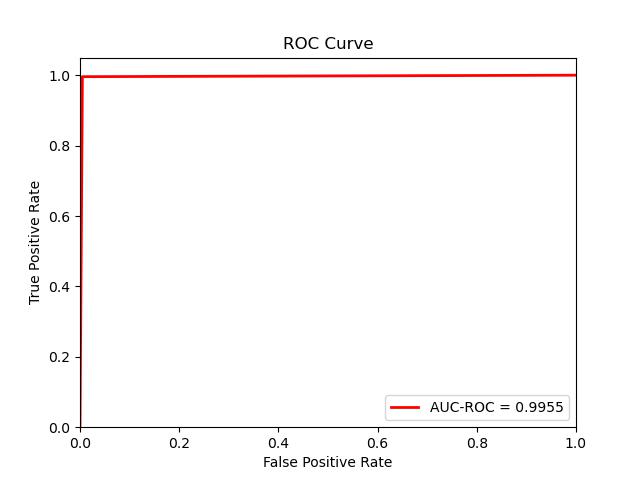 ROC Curve
True Positive Rate
1.0
0.8
0.6
0.4
0.2
0.0
AUC-ROC = 0.9955
0.0 0.2 0.4 0.6 0.8 1.0
False Positive Rate